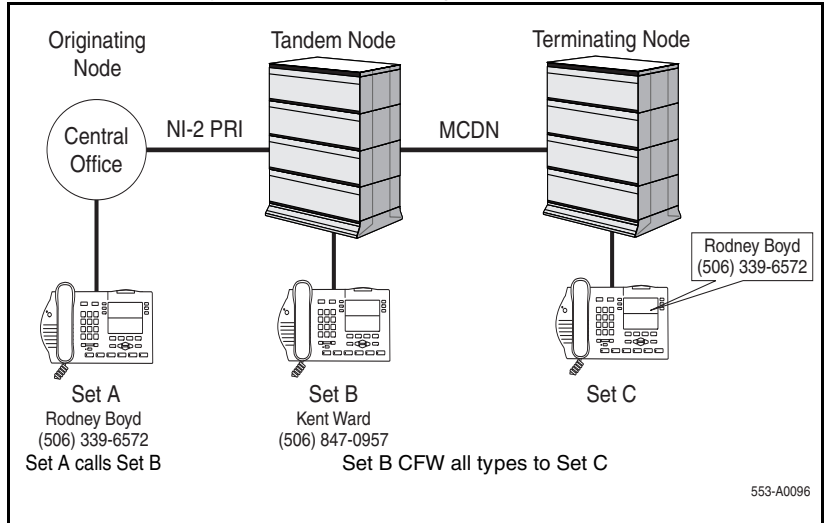 Originating
Node
Tandem Node
Terminating Node
Central
Office
NI-2 PRI
MCDN
Rodney Boyd
(506) 339-6572
Set A
Rodney Boyd
(506) 339-6572
Set A calls Set B
Set B
Kent Ward
(506) 847-0957
Set C
Set B CFW all types to Set C
553-A0096